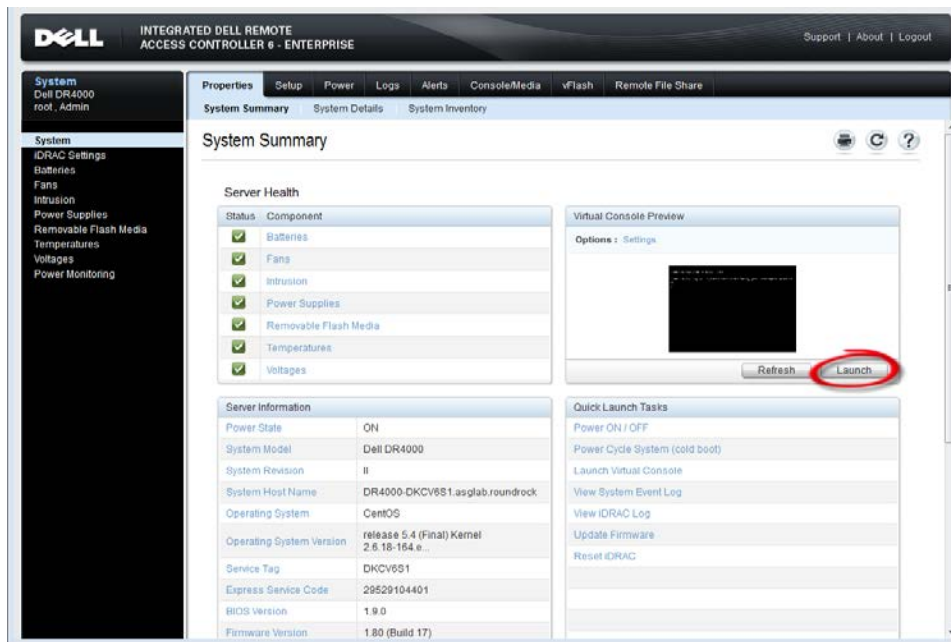 DELL
INTEGRATED DELL REMOTE
ACCESS CONTROLLER 6 - ENTERPRISE
Support | About | Logout
System
Dell DR4000
root , Admin
System
iDRAC Settings
Batteries
Fans
Intrusion
Power Supplies
Removable Flash Media
Temperatures
Voltages
Power Monitoring
Properties Setup Power Logs Alerts Console/Media vFlash Remote File Share
System Summary System Details System Inventory
System Summary
Server Health
Status Component
Batteries
Fans
Intrusion
Power Supplies
Removable Flash Media
Temperatures
Voltages
Virtual Console Preview
Options : Settings
Refresh Launch
Server Information
Power State ON
System Model Dell DR4000
System Revision II
System Host Name DR4000-DKCV6S1.asglab.roundrock
Operating System CentOS
Operating System Version release 5.4 (Final) Kernel
2.6.18-164.e...
Service Tag DKCV6S1
Express Service Code 29529104401
BIOS Version 1.9.0
Firmware Version 1.80 (Build 17)
Quick Launch Tasks
Power ON / OFF
Power Cycle System (cold boot)
Launch Virtual Console
View System Event Log
View iDRAC Log
Update Firmware
Reset iDRAC